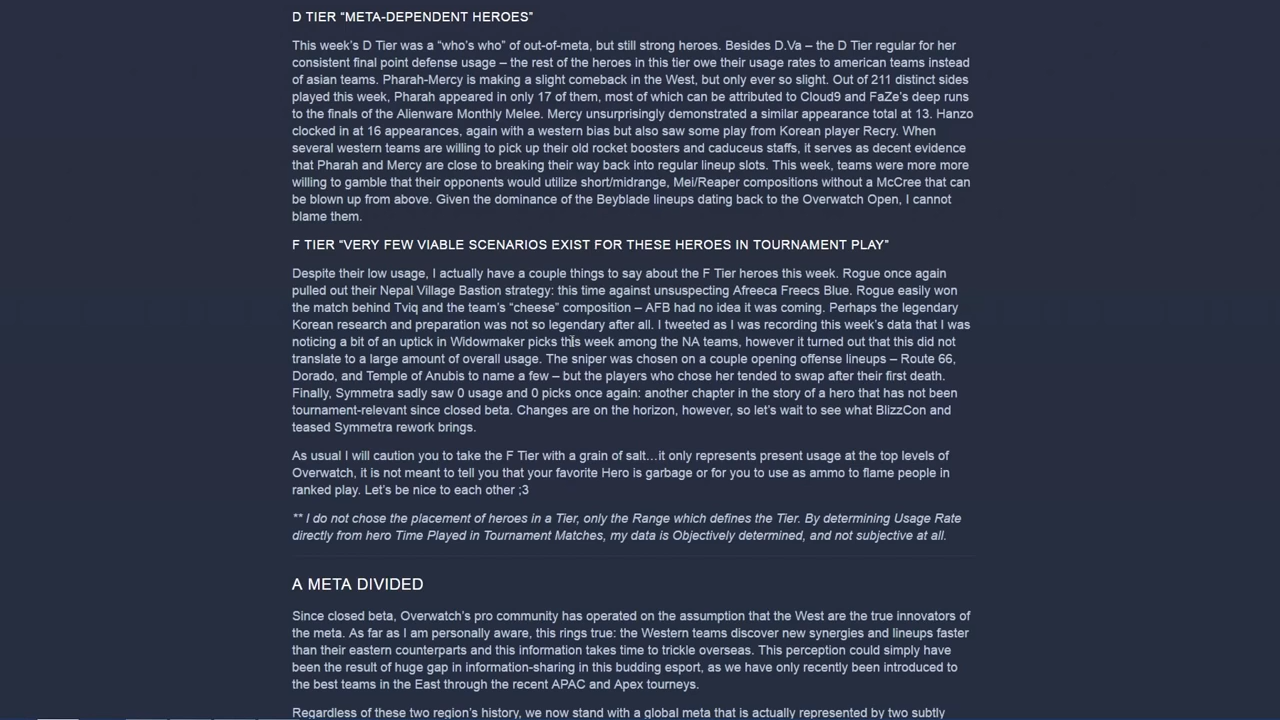 D TIER “META-DEPENDENT HEROES”
This week’s D Tier was a “who’s who” of out-of-meta, but still strong heroes. Besides D.Va – the D Tier regular for her
consistent final point defense usage – the rest of the heroes in this tier owe their usage rates to american teams instead
of asian teams. Pharah-Mercy is making a slight comeback in the West, but only ever so slight. Out of 211 distinct sides
played this week, Pharah appeared in only 17 of them, most of which can be attributed to Cloud9 and FaZe’s deep runs
to the finals of the Alienware Monthly Melee. Mercy unsurprisingly demonstrated a similar appearance total at 13. Hanzo
clocked in at 16 appearances, again with a western bias but also saw some play from Korean player Recry. When
several western teams are willing to pick up their old rocket boosters and caduceus staffs, it serves as decent evidence
that Pharah and Mercy are close to breaking their way back into regular lineup slots. This week, teams were more more
willing to gamble that their opponents would utilize short/midrange, Mei/Reaper compositions without a McCree that can
be blown up from above. Given the dominance of the Beyblade lineups dating back to the Overwatch Open, I cannot
blame them.
F TIER “VERY FEW VIABLE SCENARIOS EXIST FOR THESE HEROES IN TOURNAMENT PLAY”
Despite their low usage, I actually have a couple things to say about the F Tier heroes this week. Rogue once again
pulled out their Nepal Village Bastion strategy: this time against unsuspecting Afreeca Freecs Blue. Rogue easily won
the match behind Tviq and the team’s “cheese” composition – AFB had no idea it was coming. Perhaps the legendary
Korean research and preparation was not so legendary after all. I tweeted as I was recording this week’s data that I was
noticing a bit of an uptick in Widowmaker picks this week among the NA teams, however it turned out that this did not
translate to a large amount of overall usage. The sniper was chosen on a couple opening offense lineups – Route 66,
Dorado, and Temple of Anubis to name a few – but the players who chose her tended to swap after their first death.
Finally, Symmetra sadly saw 0 usage and 0 picks once again: another chapter in the story of a hero that has not been
tournament-relevant since closed beta. Changes are on the horizon, however, so let’s wait to see what BlizzCon and
teased Symmetra rework brings.
As usual I will caution you to take the F Tier with a grain of salt…it only represents present usage at the top levels of
Overwatch, it is not meant to tell you that your favorite Hero is garbage or for you to use as ammo to flame people in
ranked play. Let’s be nice to each other ;3
** I do not chose the placement of heroes in a Tier, only the Range which defines the Tier. By determining Usage Rate
directly from hero Time Played in Tournament Matches, my data is Objectively determined, and not subjective at all.
A META DIVIDED
Since closed beta, Overwatch’s pro community has operated on the assumption that the West are the true innovators of
the meta. As far as I am personally aware, this rings true: the Western teams discover new synergies and lineups faster
than their eastern counterparts and this information takes time to trickle overseas. This perception could simply have
been the result of huge gap in information-sharing in this budding esport, as we have only recently been introduced to
the best teams in the East through the recent APAC and Apex tourneys.
Regardless of these two region’s history, we now stand with a global meta that is actually represented by two subtly